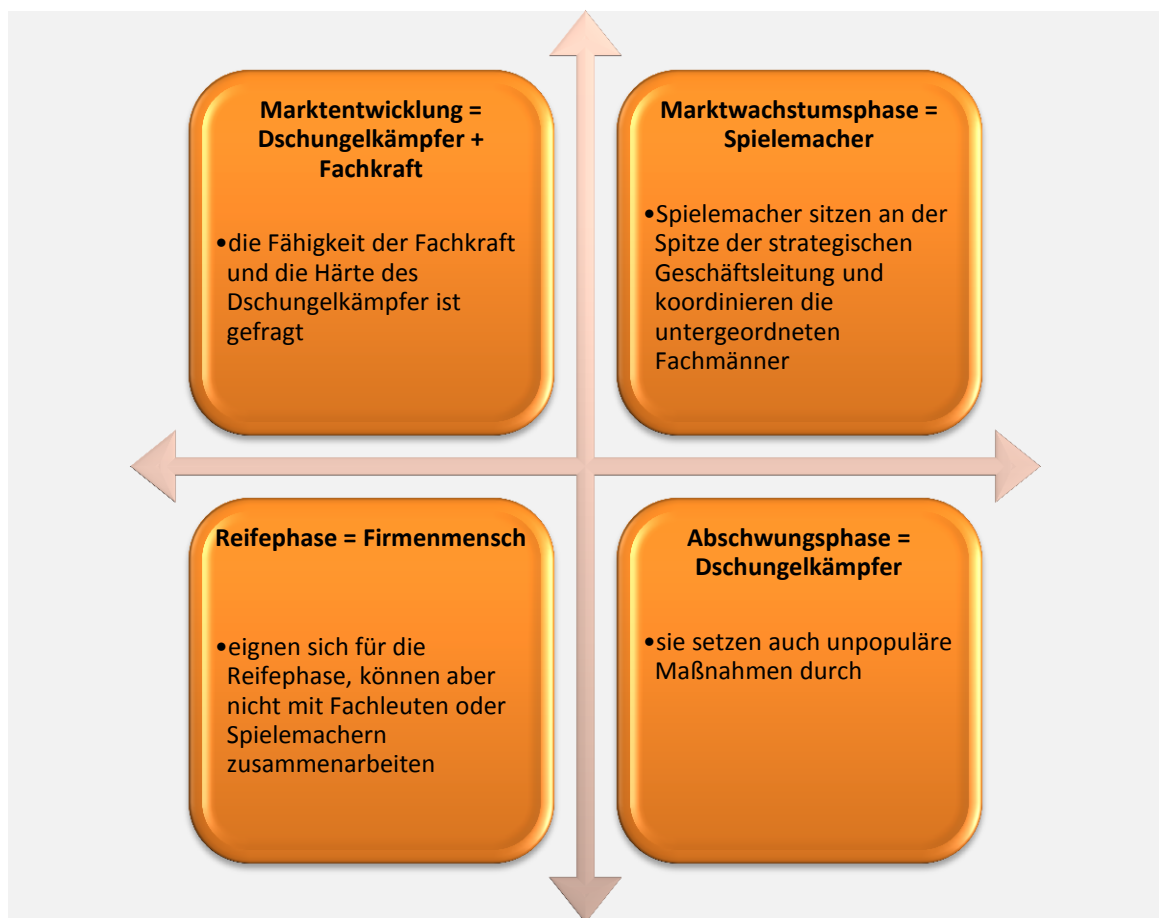 Marktentwicklung =
Dschungelkämpfer +
Fachkraft
•die Fähigkeit der Fachkraft
und die Härte des
Dschungelkämpfer ist
gefragt
Marktwachstumsphase =
Spielemacher
•Spielemacher sitzen an der
Spitze der strategischen
Geschäftsleitung und
koordinieren die
untergeordneten
Fachmänner
Reifephase = Firmenmensch
•eignen sich für die
Reifephase, können aber
nicht mit Fachleuten oder
Spielemachern
zusammenarbeiten
Abschwungsphase =
Dschungelkämpfer
•sie setzen auch unpopuläre
Maßnahmen durch